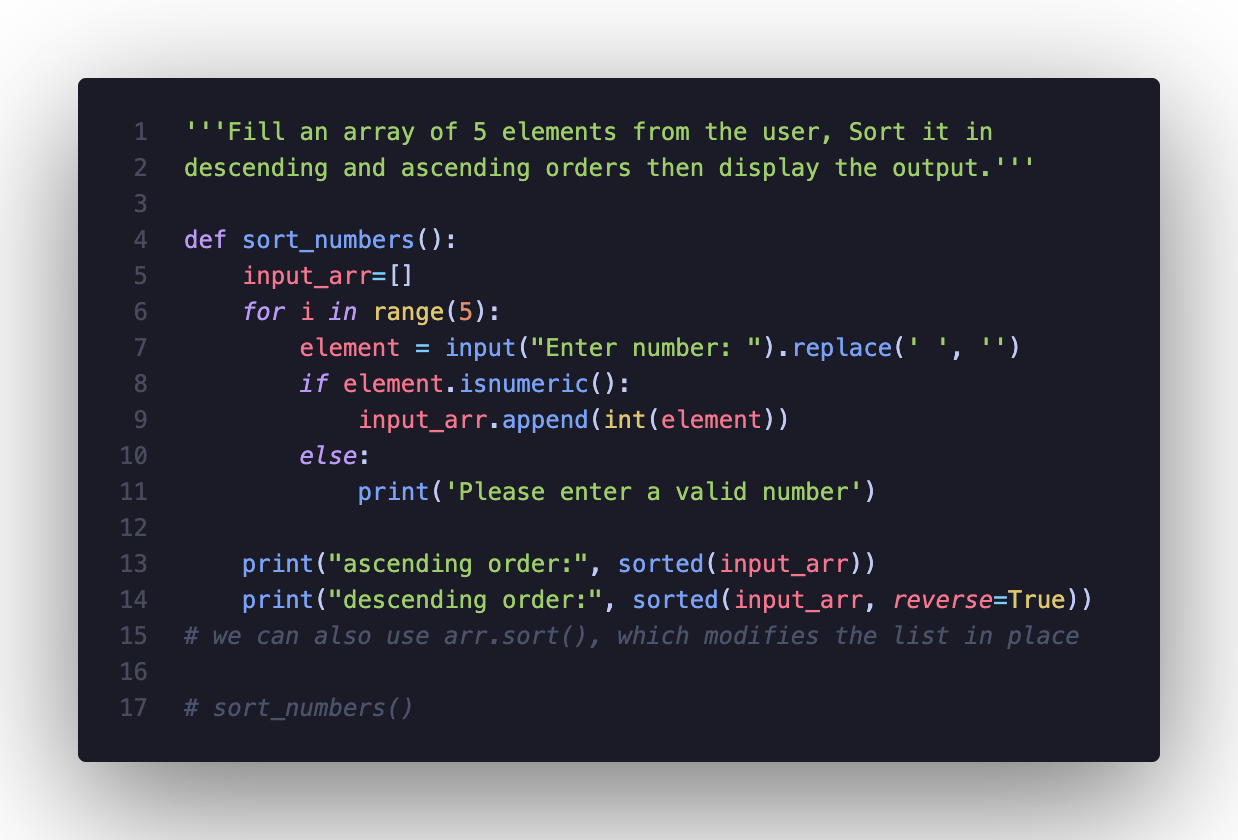 1 '''Fill an array of 5 elements from the user, Sort it in
2 descending and ascending orders then display the output.'''
3
4 def sort_numbers():
5     input_arr=[]
6     for i in range(5):
7         element = input("Enter number: ").replace(' ', '')
8         if element.isnumeric():
9             input_arr.append(int(element))
10         else:
11             print('Please enter a valid number')
12
13     print("ascending order:", sorted(input_arr))
14     print("descending order:", sorted(input_arr, reverse=True))
15 # we can also use arr.sort(), which modifies the list in place
16
17 # sort_numbers()